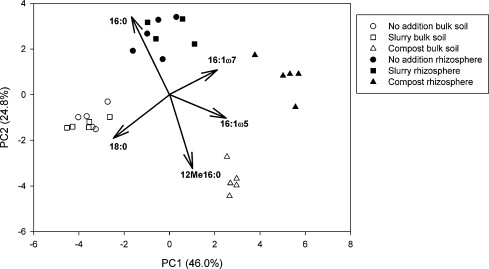 4
2
0
-2
-4
-6
PC2 (24.8%)
-6
-4
-2
0
2
4
6
8
PC1 (46.0%)
16:0
16:1ω7
16:1ω5
18:0
12Me16:0
No addition bulk soil
Slurry bulk soil
Compost bulk soil
No addition rhizosphere
Slurry rhizosphere
Compost rhizosphere